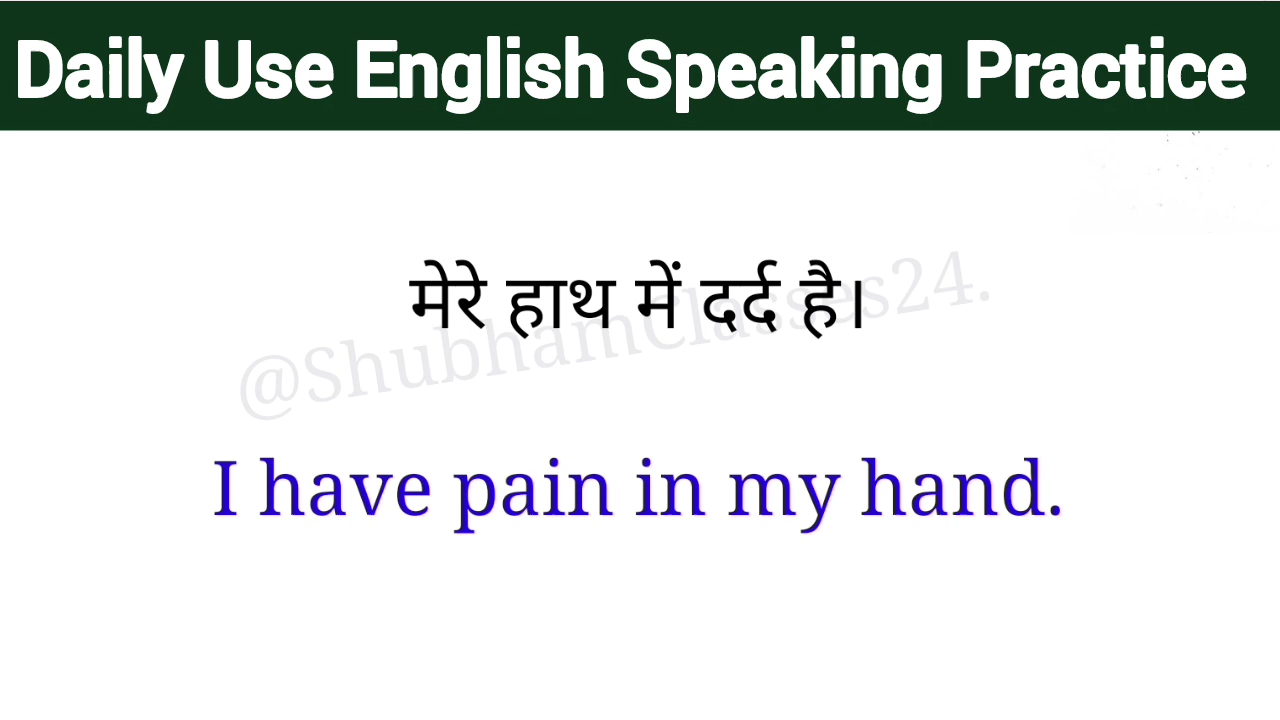 Daily Use English Speaking Practice
मेरे हाथ में दर्द है।
@ShubhamClasses24.
I have pain in my hand.